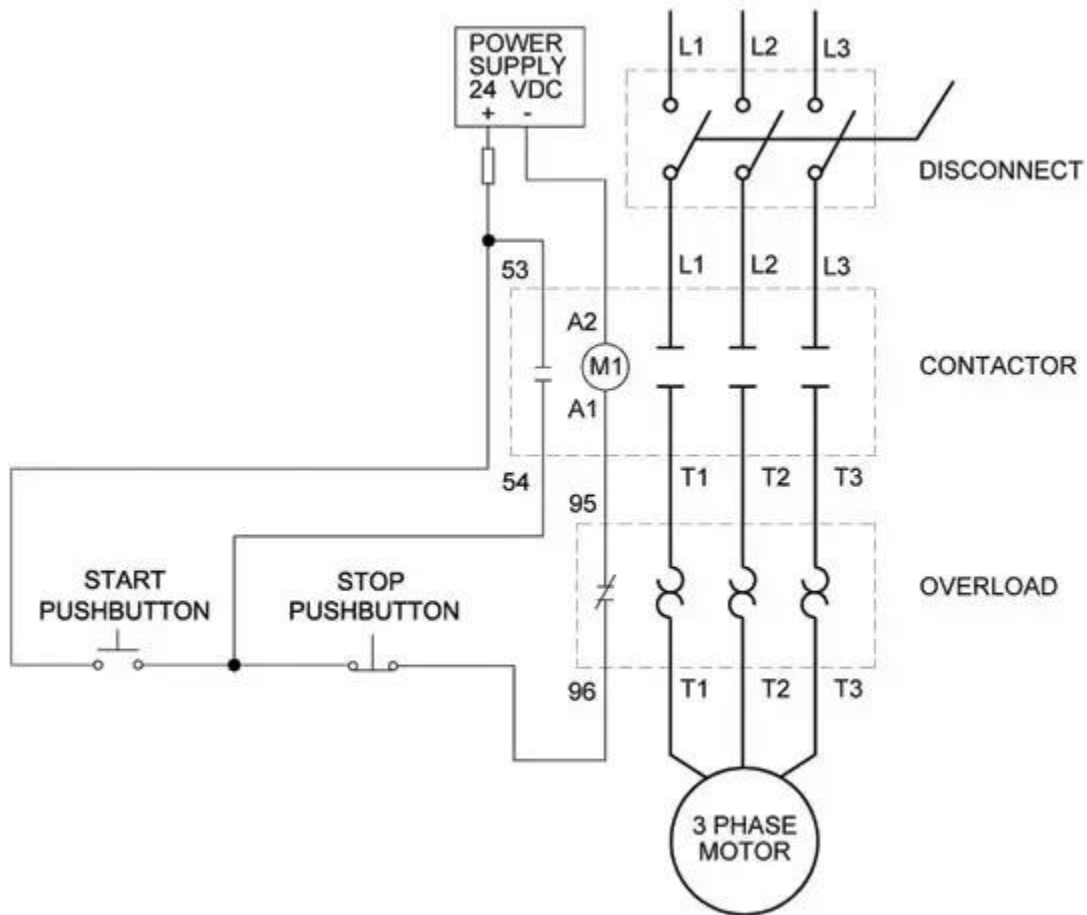 POWER
SUPPLY
24 VDC
+ -
L1 L2 L3
DISCONNECT
L1 L2 L3
53
A2
M1
A1
CONTACTOR
54
T1 T2 T3
95
START
PUSHBUTTON
STOP
PUSHBUTTON
OVERLOAD
96
T1 T2 T3
3 PHASE
MOTOR